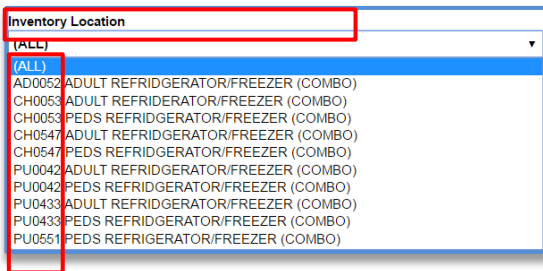 Inventory Location
(ALL)
(ALL)
AD0052 ADULT REFRIDGERATOR/FREEZER (COMBO)
CH0053 ADULT REFRIDERATOR/FREEZER (COMBO)
CH0053 PEDS REFRIDGERATOR/FREEZER (COMBO)
CH0547 ADULT REFRIDGERATOR/FREEZER (COMBO)
CH0547 PEDS REFRIDGERATOR/FREEZER (COMBO)
PU0042 ADULT REFRIDGERATOR/FREEZER (COMBO)
PU0042 PEDS REFRIDGERATOR/FREEZER (COMBO)
PU0433 ADULT REFRIDGERATOR/FREEZER (COMBO)
PU0433 PEDS REFRIDGERATOR/FREEZER (COMBO)
PU0551 PEDS REFRIGERATOR/FREEZER (COMBO)